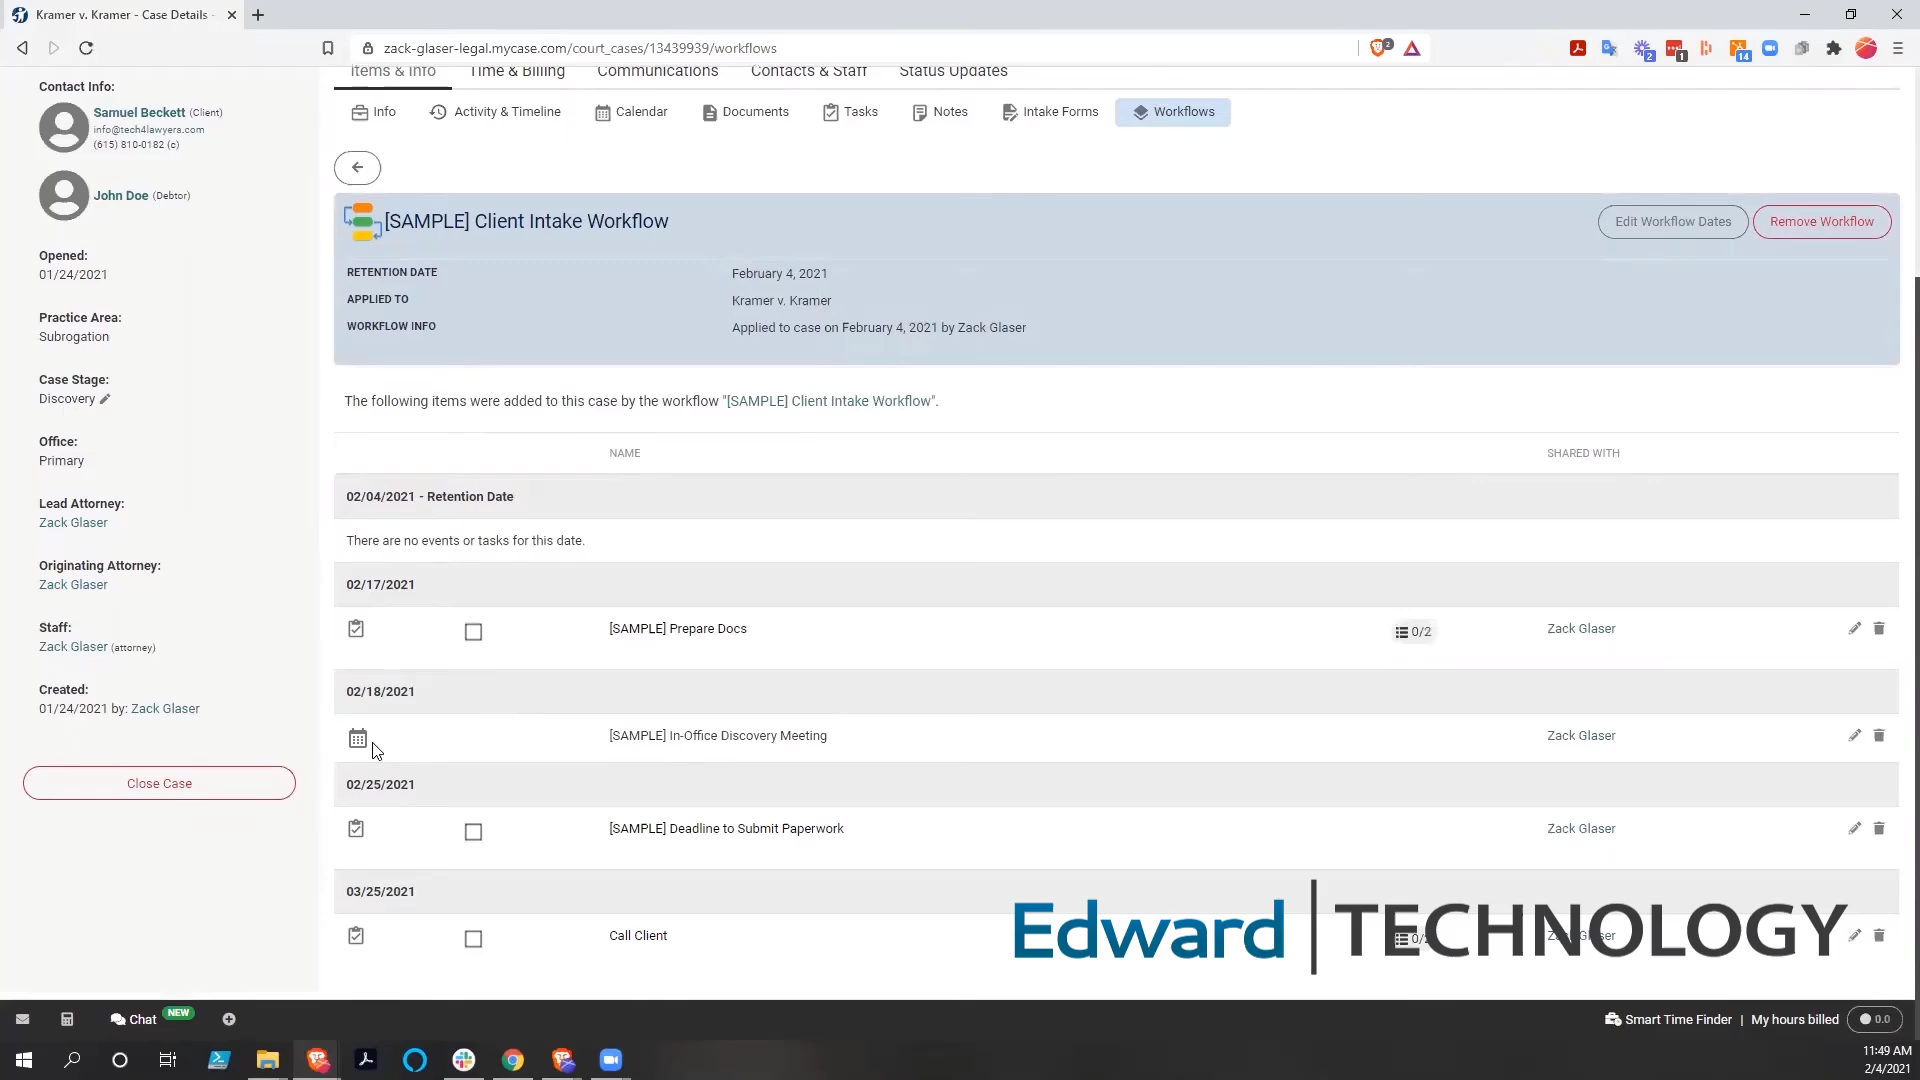 Kramer v. Kramer - Case Details -
zack-glaser-legal.mycase.com/court_cases/13439939/workflows
2
2
1
14
Contact Info:
Samuel Beckett (Client)
info@tech4lawyers.com
(615) 810-0182 (c)
John Doe (Debtor)
Opened:
01/24/2021
Practice Area:
Subrogation
Case Stage:
Discovery
Office:
Primary
Lead Attorney:
Zack Glaser
Originating Attorney:
Zack Glaser
Staff:
Zack Glaser (attorney)
Created:
01/24/2021 by: Zack Glaser
Close Case
Items & Info Time & Billing Communications Contacts & Staff Status Updates
Info Activity & Timeline Calendar Documents Tasks Notes Intake Forms Workflows
[SAMPLE] Client Intake Workflow
Edit Workflow Dates Remove Workflow
RETENTION DATE February 4, 2021
APPLIED TO Kramer v. Kramer
WORKFLOW INFO Applied to case on February 4, 2021 by Zack Glaser
The following items were added to this case by the workflow "[SAMPLE] Client Intake Workflow".
NAME SHARED WITH
02/04/2021 - Retention Date
There are no events or tasks for this date.
02/17/2021
[SAMPLE] Prepare Docs 0/2 Zack Glaser
02/18/2021
[SAMPLE] In-Office Discovery Meeting Zack Glaser
02/25/2021
[SAMPLE] Deadline to Submit Paperwork Zack Glaser
03/25/2021
Call Client
Edward | TECHNOLOGY
Chat NEW
Smart Time Finder | My hours billed 0.0
11:49 AM
2/4/2021